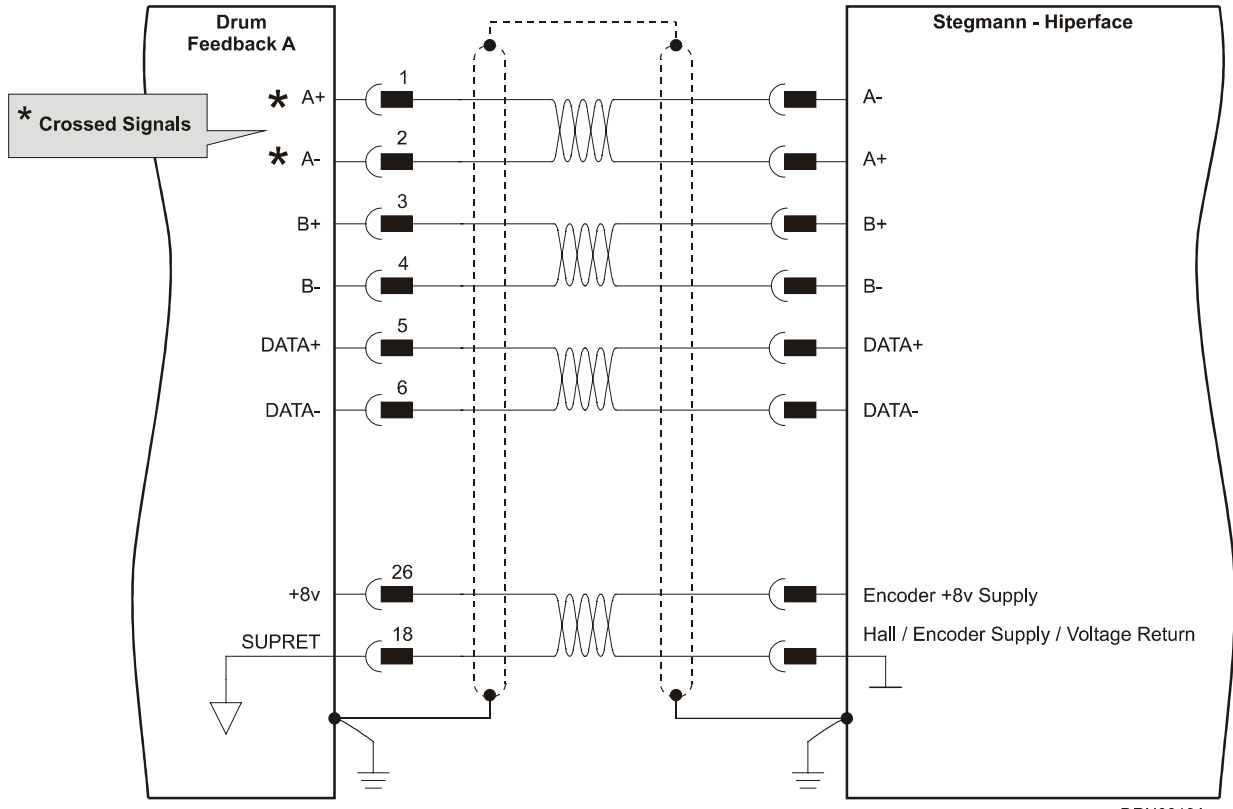 Drum
Feedback A
Stegmann - Hiperface
* Crossed Signals
* A+ 1 A-
* A- 2 A+
B+ 3 B+
B- 4 B-
DATA+ 5 DATA+
DATA- 6 DATA-
+8v 26 Encoder +8v Supply
SUPRET 18 Hall / Encoder Supply / Voltage Return